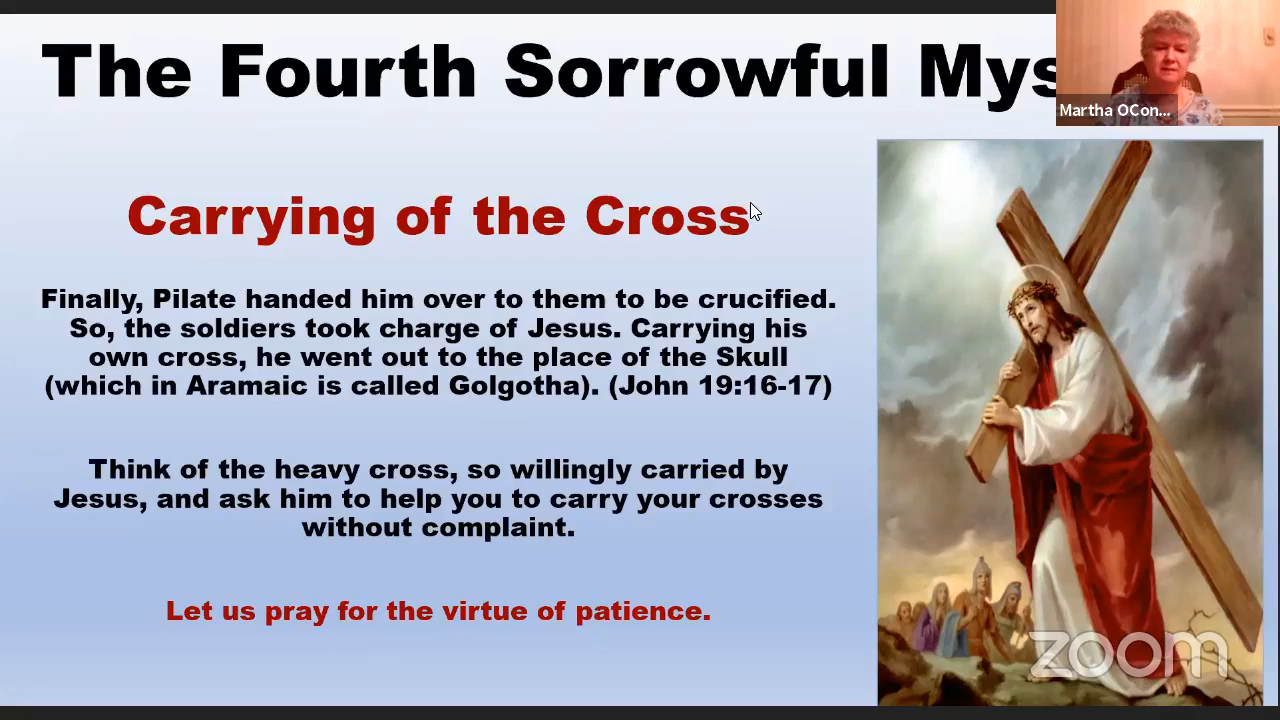 The Fourth Sorrowful Mys
Martha OCon...
Carrying of the Cross
Finally, Pilate handed him over to them to be crucified.
So, the soldiers took charge of Jesus. Carrying his
own cross, he went out to the place of the Skull
(which in Aramaic is called Golgotha). (John 19:16-17)
Think of the heavy cross, so willingly carried by
Jesus, and ask him to help you to carry your crosses
without complaint.
Let us pray for the virtue of patience.
zoom